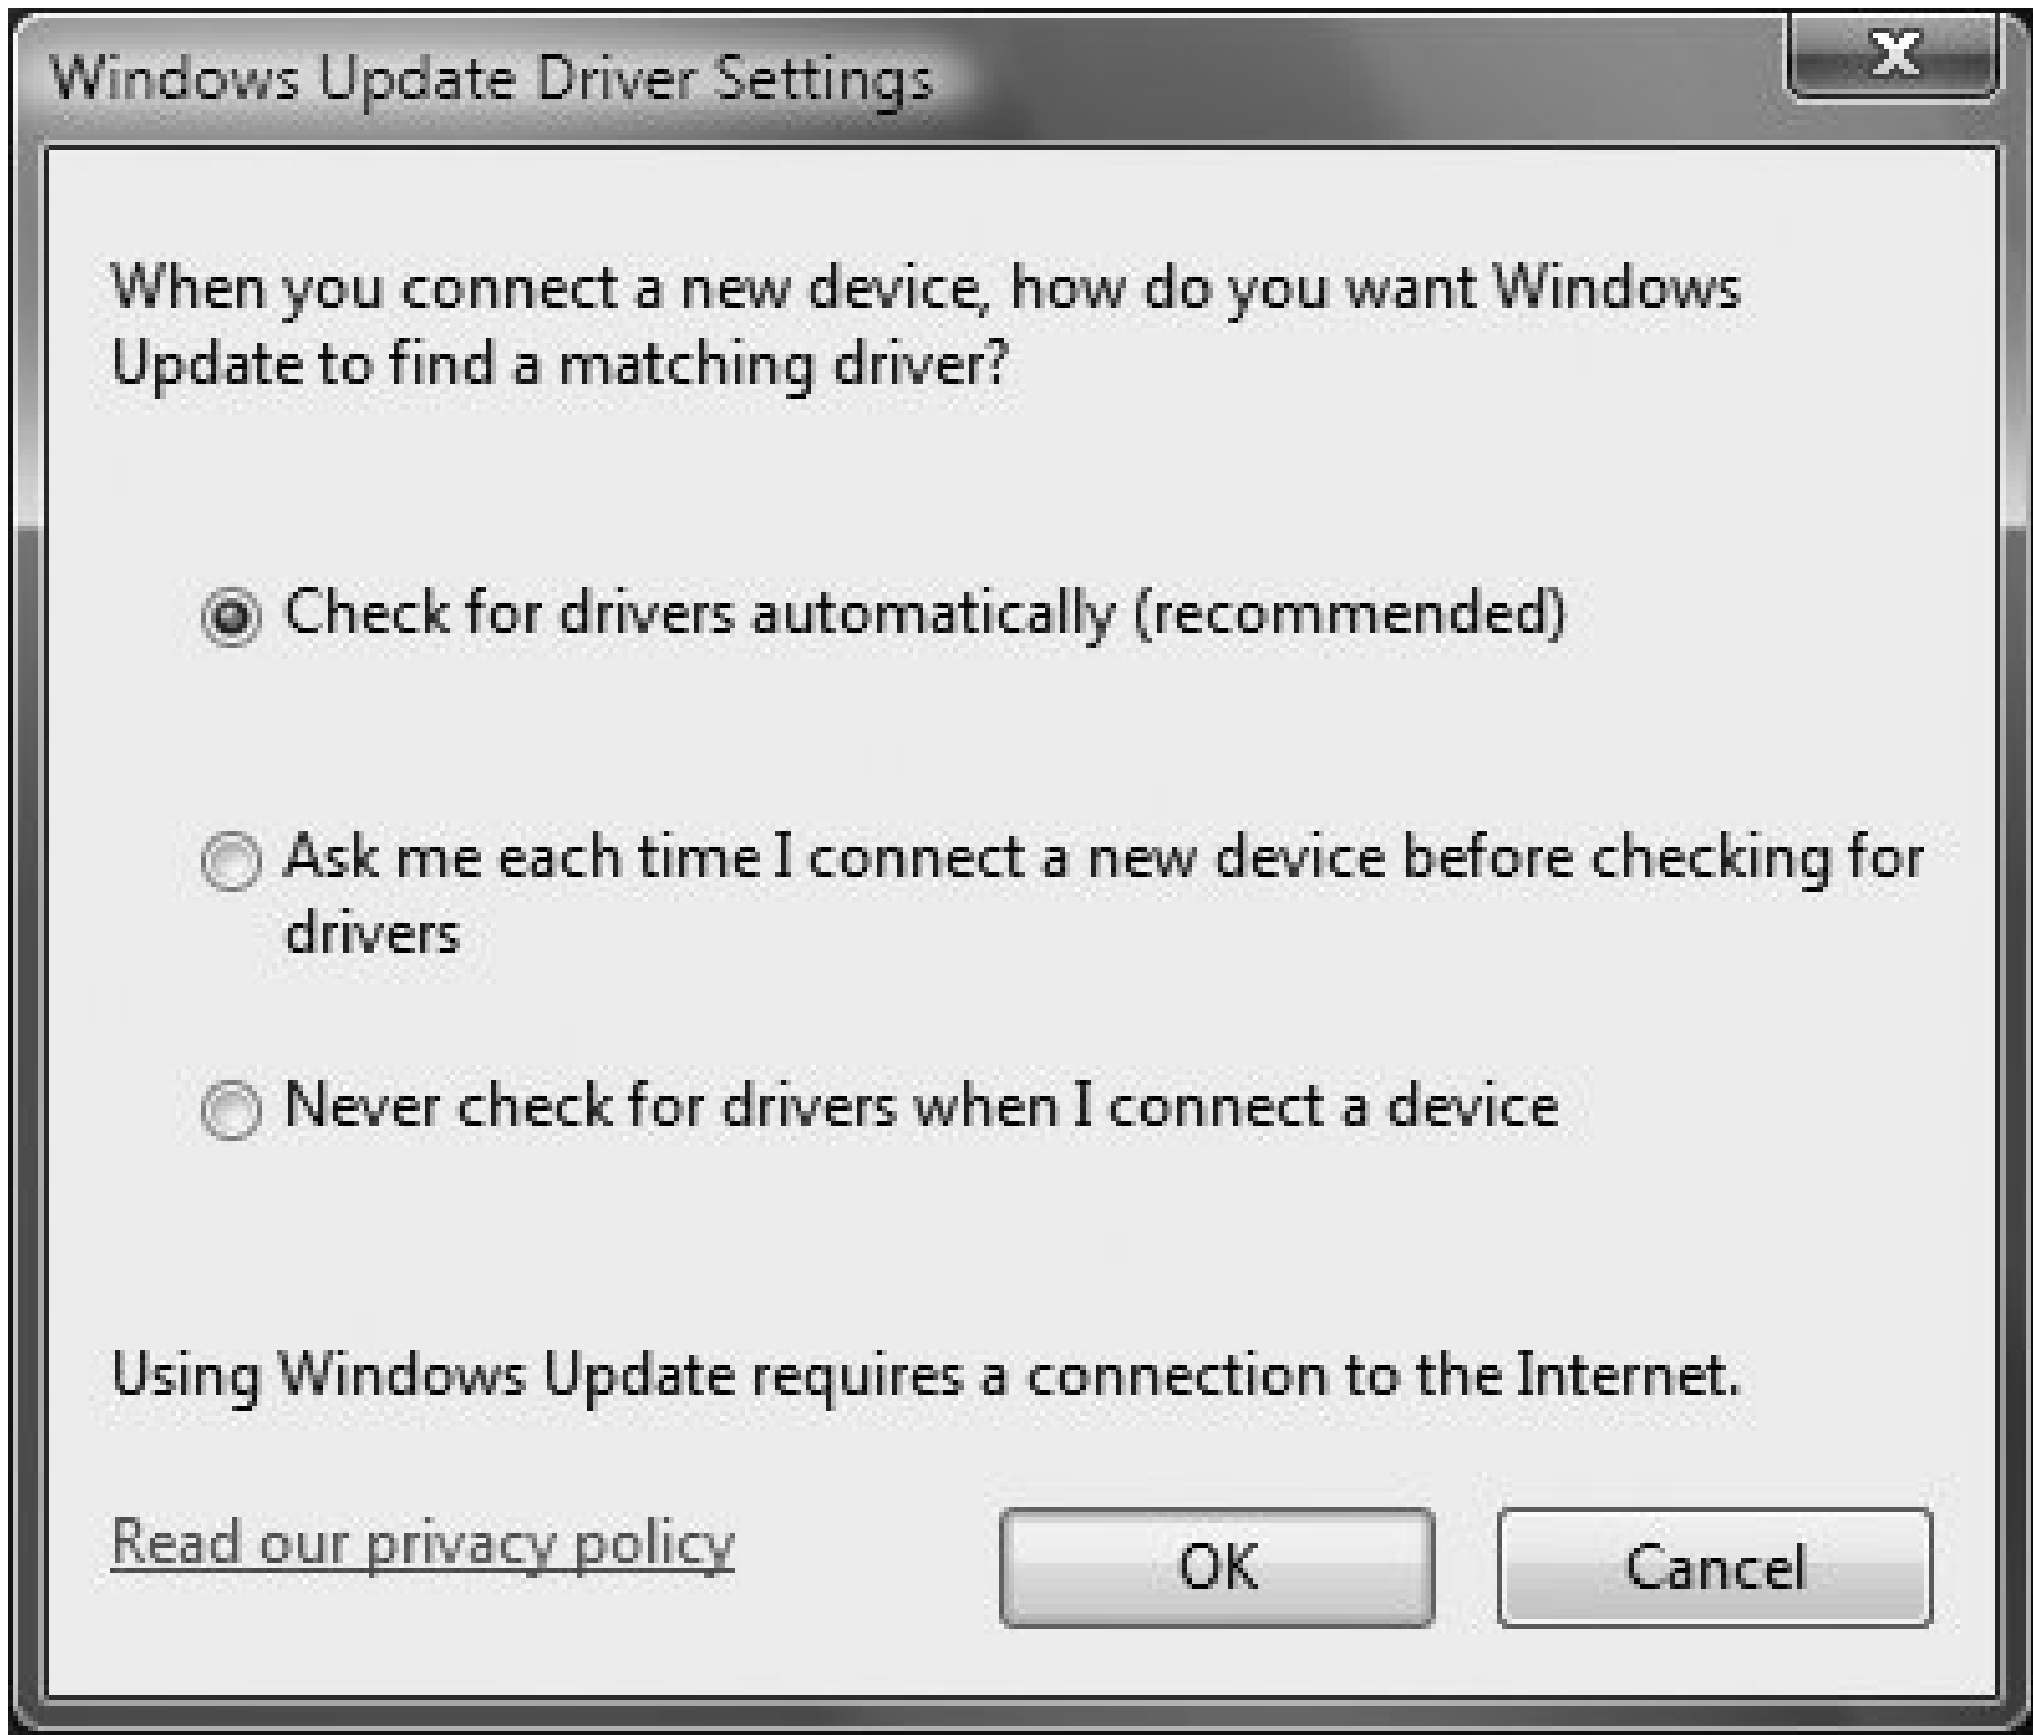 Windows Update Driver Settings
When you connect a new device, how do you want Windows
Update to find a matching driver?
Check for drivers automatically (recommended)
Ask me each time I connect a new device before checking for
drivers
Never check for drivers when I connect a device
Using Windows Update requires a connection to the Internet.
Read our privacy policy
OK
Cancel